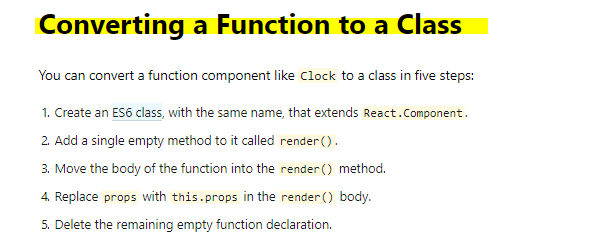 Converting a Function to a Class
You can convert a function component like Clock to a class in five steps:
1. Create an ES6 class, with the same name, that extends React.Component.
2. Add a single empty method to it called render().
3. Move the body of the function into the render() method.
4. Replace props with this.props in the render() body.
5. Delete the remaining empty function declaration.